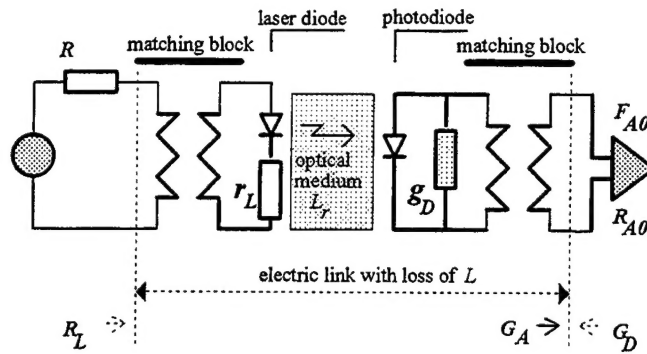 laser diode
photodiode
matching block
matching block
R
F_A0
r_L
optical
medium
L_r
g_D
R_A0
electric link with loss of L
R_L
G_A
G_D